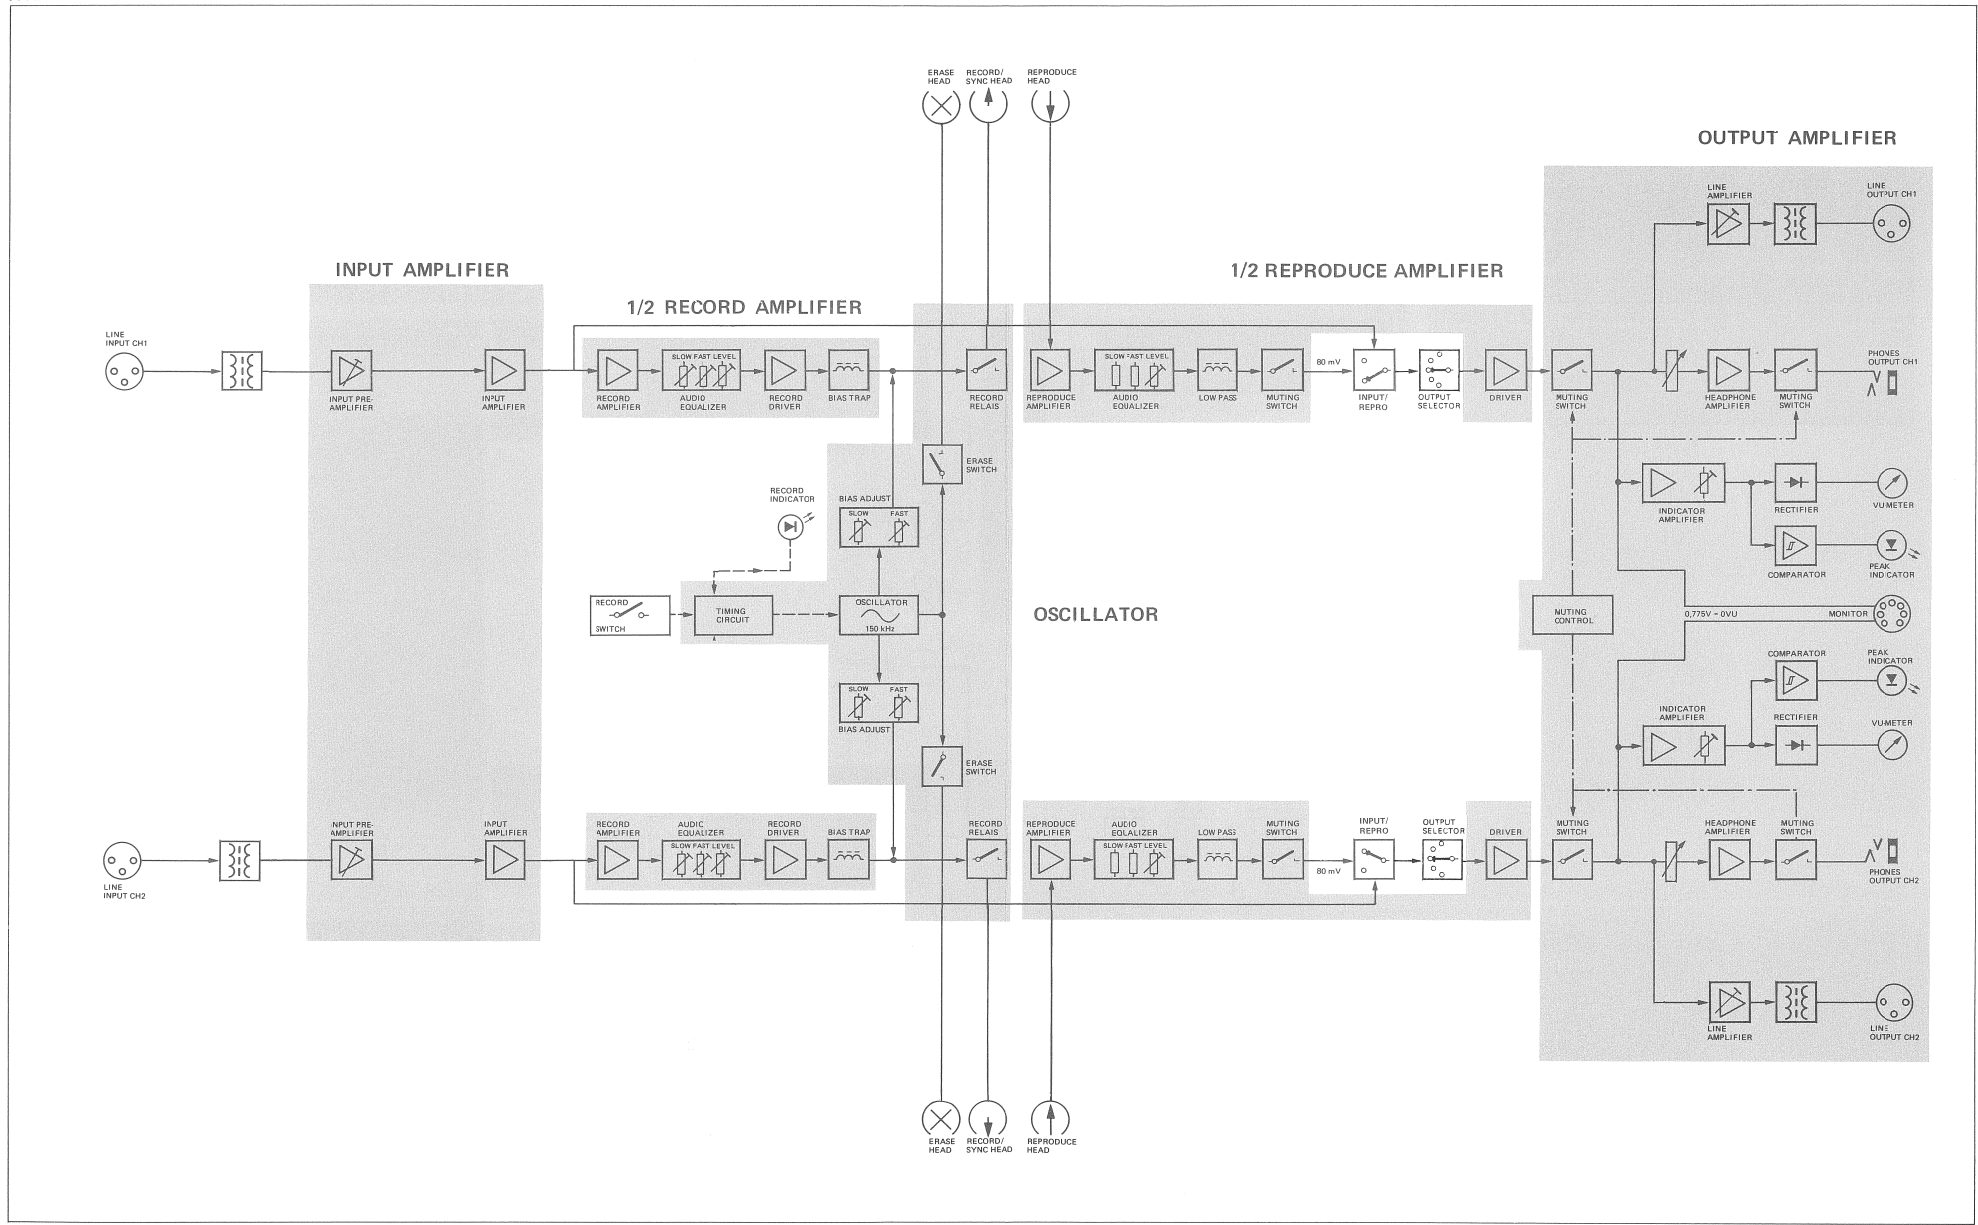 ERASE
HEAD
RECORD/
SYNC HEAD
REPRODUCE
HEAD
OUTPUT AMPLIFIER
LINE
AMPLIFIER
LINE
OUTPUT CH1
INPUT AMPLIFIER
1/2 REPRODUCE AMPLIFIER
1/2 RECORD AMPLIFIER
LINE
INPUT CH1
INPUT PRE-
AMPLIFIER
INPUT
AMPLIFIER
RECORD
AMPLIFIER
SLOW FAST LEVEL
AUDIO
EQUALIZER
RECORD
DRIVER
BIAS TRAP
RECORD
RELAIS
REPRODUCE
AMPLIFIER
SLOW FAST LEVEL
AUDIO
EQUALIZER
LOW PASS
MUTING
SWITCH
80 mV
INPUT/
REPRO
OUTPUT
SELECTOR
DRIVER
MUTING
SWITCH
HEADPHONE
AMPLIFIER
MUTING
SWITCH
PHONES
OUTPUT CH1
ERASE
SWITCH
RECORD
INDICATOR
BIAS ADJUST
SLOW FAST
INDICATOR
AMPLIFIER
RECTIFIER
VU-METER
COMPARATOR
PEAK
INDICATOR
RECORD
SWITCH
TIMING
CIRCUIT
OSCILLATOR
150 kHz
OSCILLATOR
MUTING
CONTROL
0,775V = 0VU
MONITOR
SLOW FAST
BIAS ADJUST
COMPARATOR
PEAK
INDICATOR
INDICATOR
AMPLIFIER
RECTIFIER
VU-METER
ERASE
SWITCH
INPUT PRE-
AMPLIFIER
INPUT
AMPLIFIER
RECORD
AMPLIFIER
AUDIO
EQUALIZER
SLOW FAST LEVEL
RECORD
DRIVER
BIAS TRAP
RECORD
RELAIS
REPRODUCE
AMPLIFIER
AUDIO
EQUALIZER
SLOW FAST LEVEL
LOW PASS
MUTING
SWITCH
80 mV
INPUT/
REPRO
OUTPUT
SELECTOR
DRIVER
MUTING
SWITCH
HEADPHONE
AMPLIFIER
MUTING
SWITCH
PHONES
OUTPUT CH2
LINE
INPUT CH2
LINE
AMPLIFIER
LINE
OUTPUT CH2
ERASE
HEAD
RECORD/
SYNC HEAD
REPRODUCE
HEAD